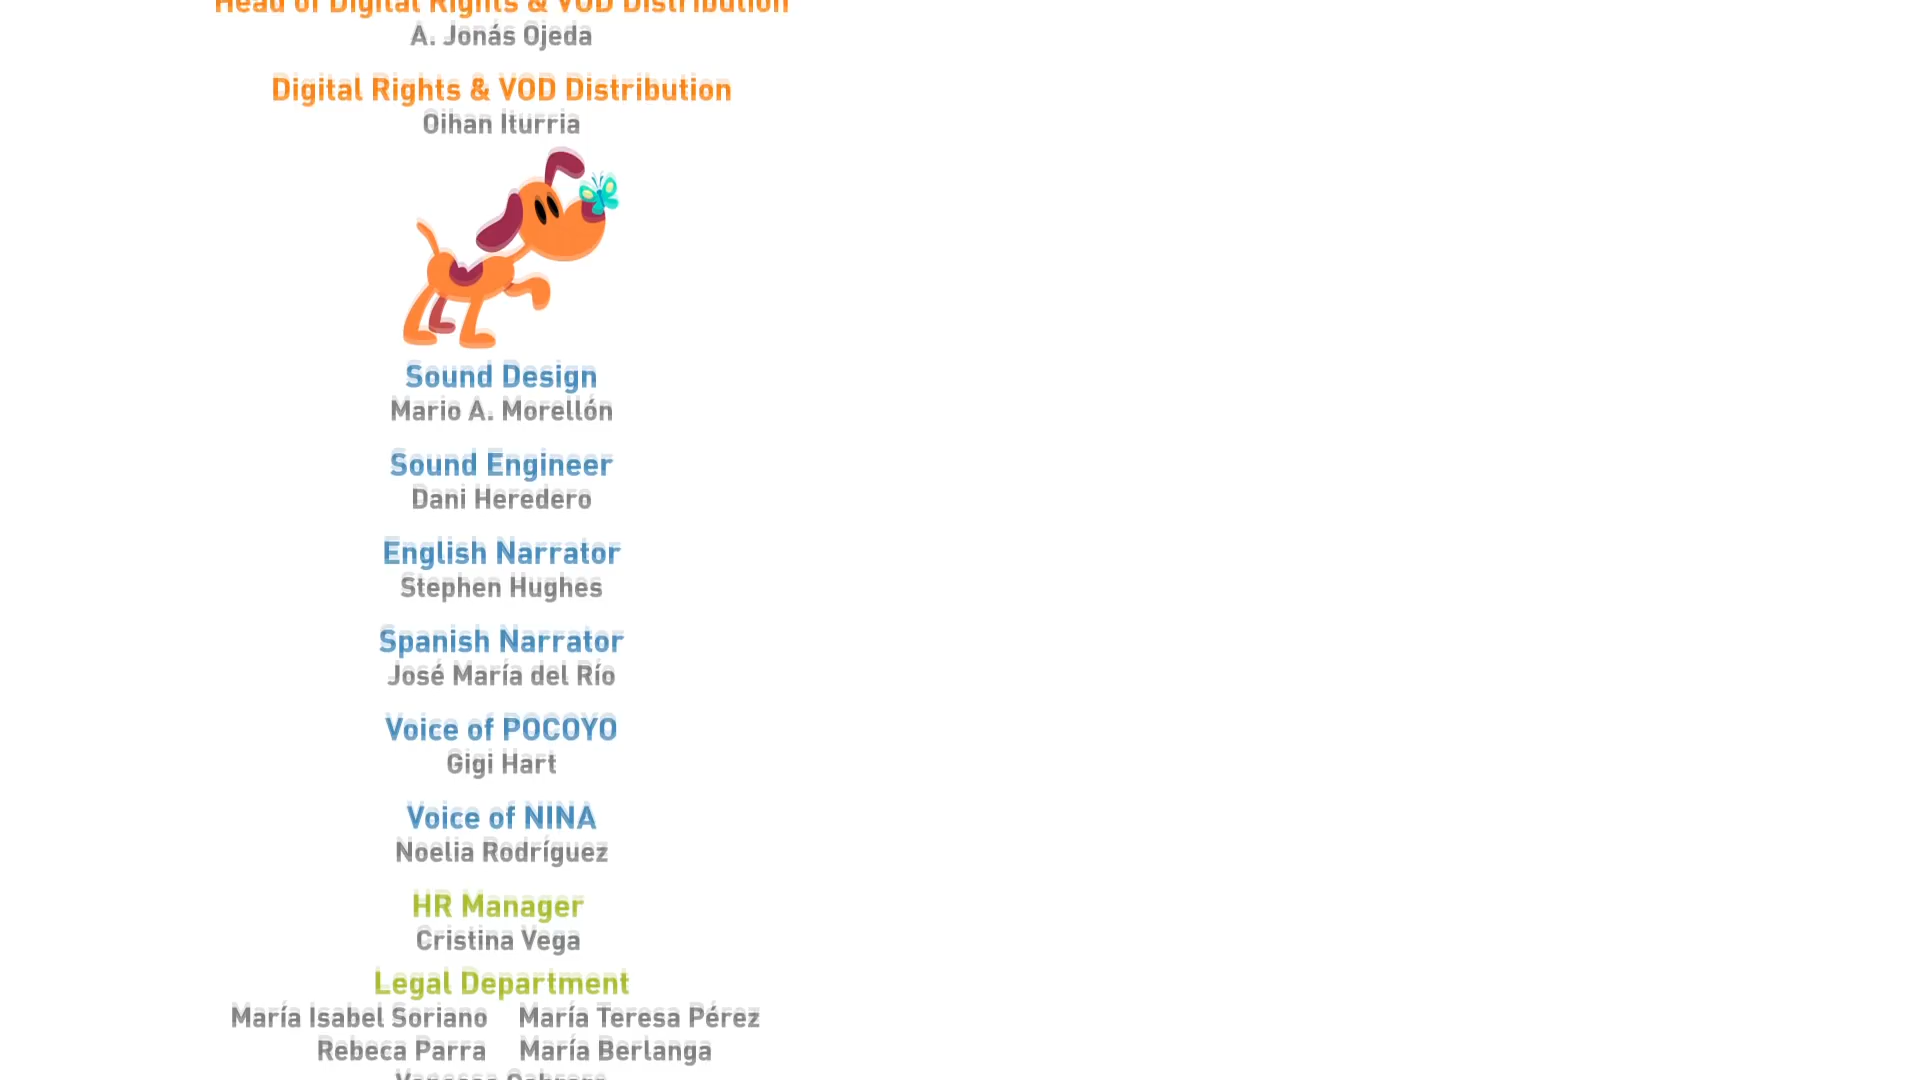 Head of Digital Rights & VOD Distribution
A. Jonás Ojeda
Digital Rights & VOD Distribution
Oihan Iturria
Sound Design
Mario A. Morellón
Sound Engineer
Dani Heredero
English Narrator
Stephen Hughes
Spanish Narrator
José María del Río
Voice of POCOYO
Gigi Hart
Voice of NINA
Noelia Rodríguez
HR Manager
Cristina Vega
Legal Department
María Isabel Soriano María Teresa Pérez
Rebeca Parra María Berlanga